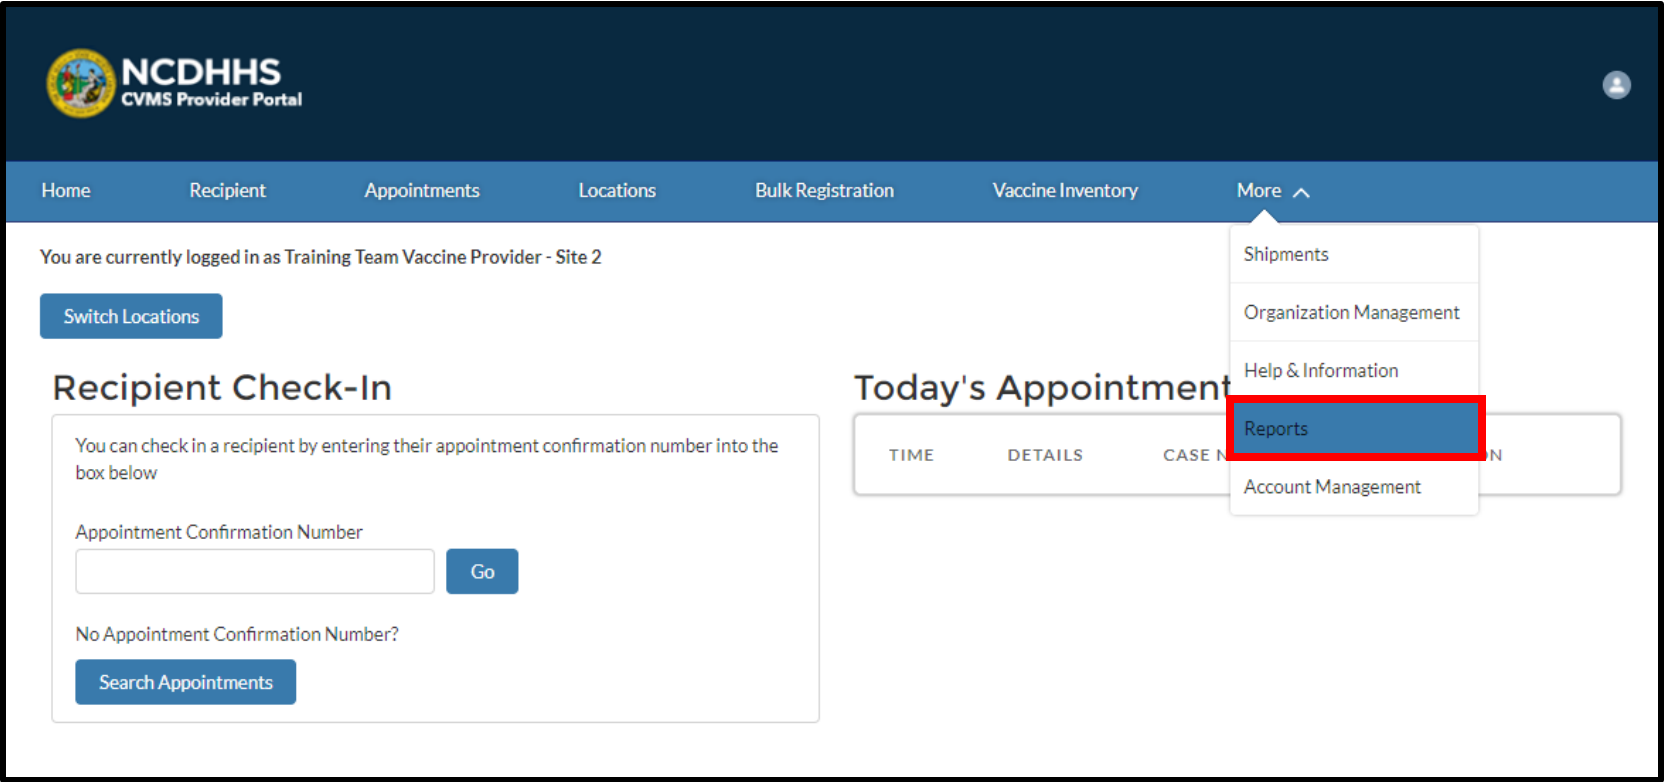 NCDHHS
CVMS Provider Portal
Home
Recipient
Appointments
Locations
Bulk Registration
Vaccine Inventory
More
You are currently logged in as Training Team Vaccine Provider - Site 2
Switch Locations
Shipments
Organization Management
Help & Information
Reports
Account Management
Recipient Check-In
You can check in a recipient by entering their appointment confirmation number into the
box below
Appointment Confirmation Number
Go
No Appointment Confirmation Number?
Search Appointments
Today's Appointment
TIME
DETAILS
CASE